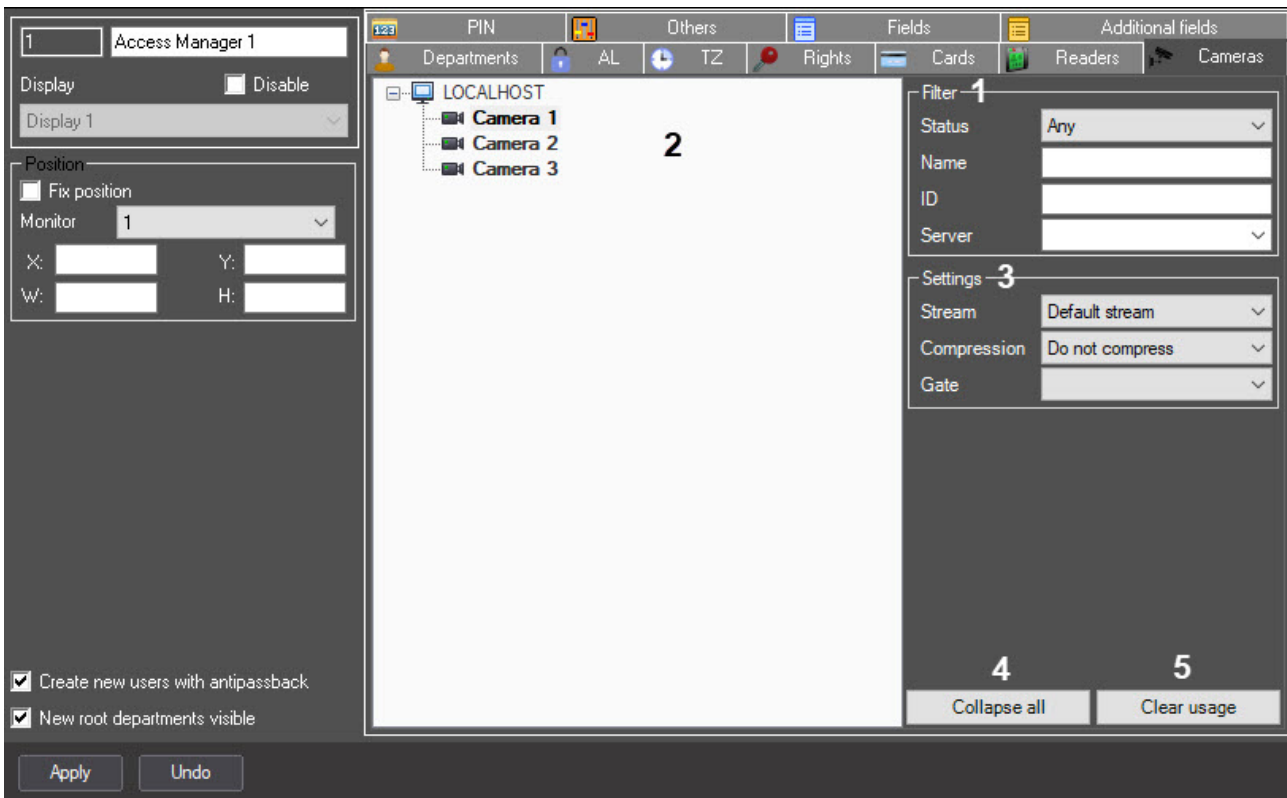 1 Access Manager 1
Display Disable
Display 1
Position
Fix position
Monitor 1
X: Y:
W: H:
Create new users with antipassback
New root departments visible
Apply Undo
123 PIN Others Fields Additional fields
Departments AL TZ Rights Cards Readers Cameras
LOCALHOST
Camera 1
Camera 2
Camera 3
2
Filter 1
Status Any
Name
ID
Server
Settings 3
Stream Default stream
Compression Do not compress
Gate
4 5
Collapse all Clear usage